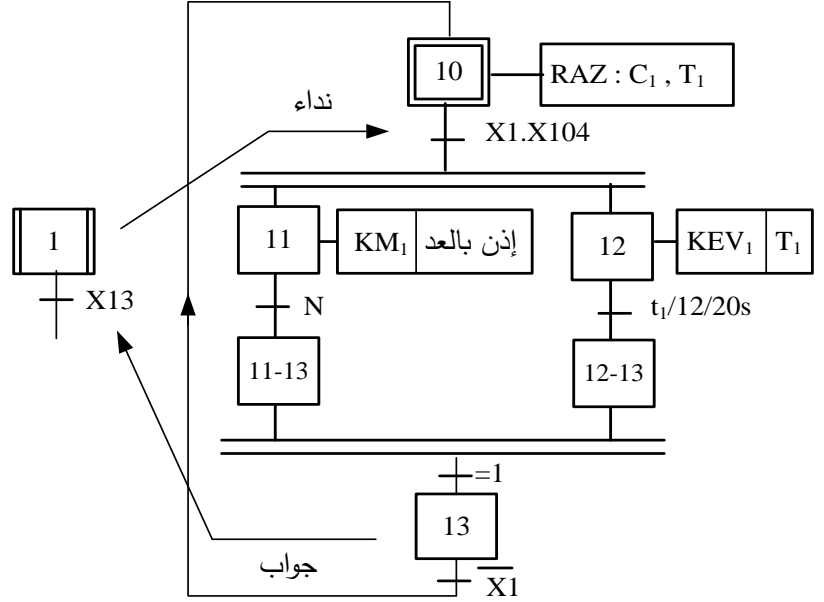 10
RAZ : C₁ , T₁
نداء
X1.X104
1
11
KM₁
إذن بالعد
12
KEV₁
T₁
X13
N
t₁/12/20s
11-13
12-13
=1
13
جواب
X̅1̅